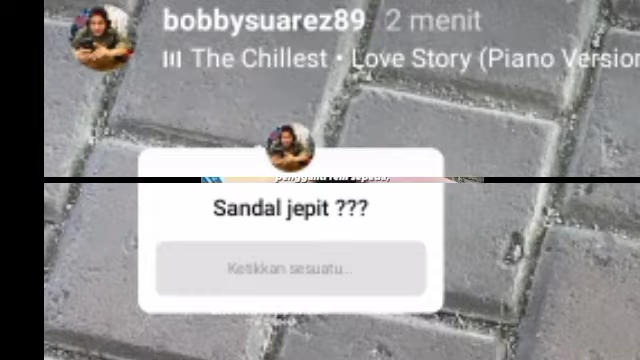 bobbysuarez89 2 menit
The Chillest • Love Story (Piano Version
Sandal jepit ???
Ketikkan sesuatu...